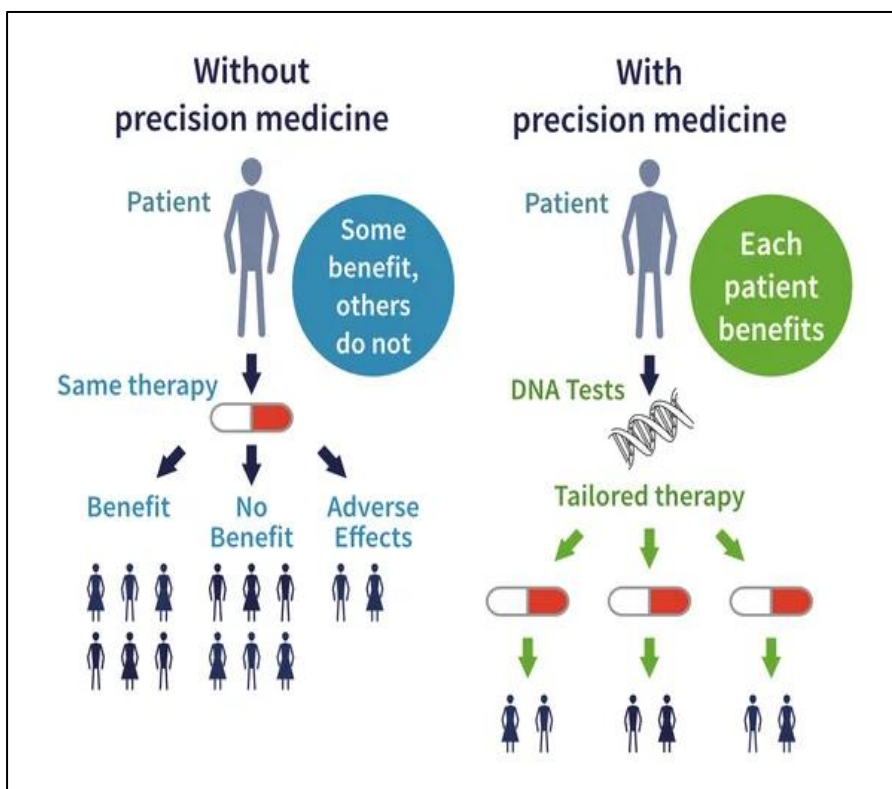 Without
precision medicine
Patient
Some
benefit,
others
do not
Same therapy
Benefit
No
Benefit
Adverse
Effects
With
precision medicine
Patient
Each
patient
benefits
DNA Tests
Tailored therapy